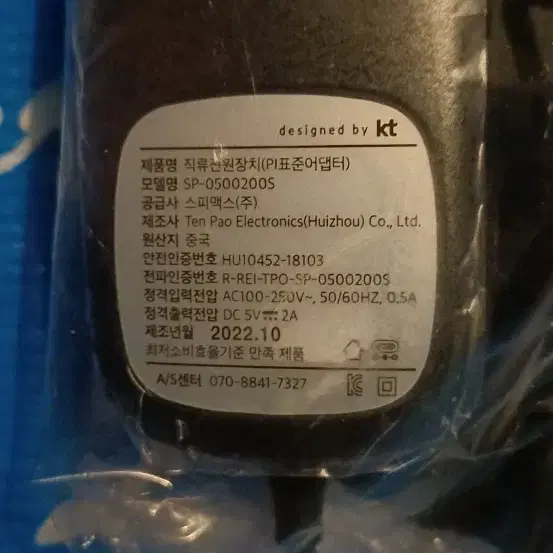 designed by kt
제품명 직류전원장치(PI표준어댑터)
모델명 SP-0500200S
공급사 스피맥스(주)
제조사 Ten Pao Electronics(Huizhou) Co., Ltd.
원산지 중국
안전인증번호 HU10452-18103
전파인증번호 R-REI-TPO-SP-0500200S
정격입력전압 AC100-250V~, 50/60HZ, 0.5A
정격출력전압 DC 5V⎓2A
제조년월 2022.10
최저소비효율기준 만족 제품
A/S센터 070-8841-7327